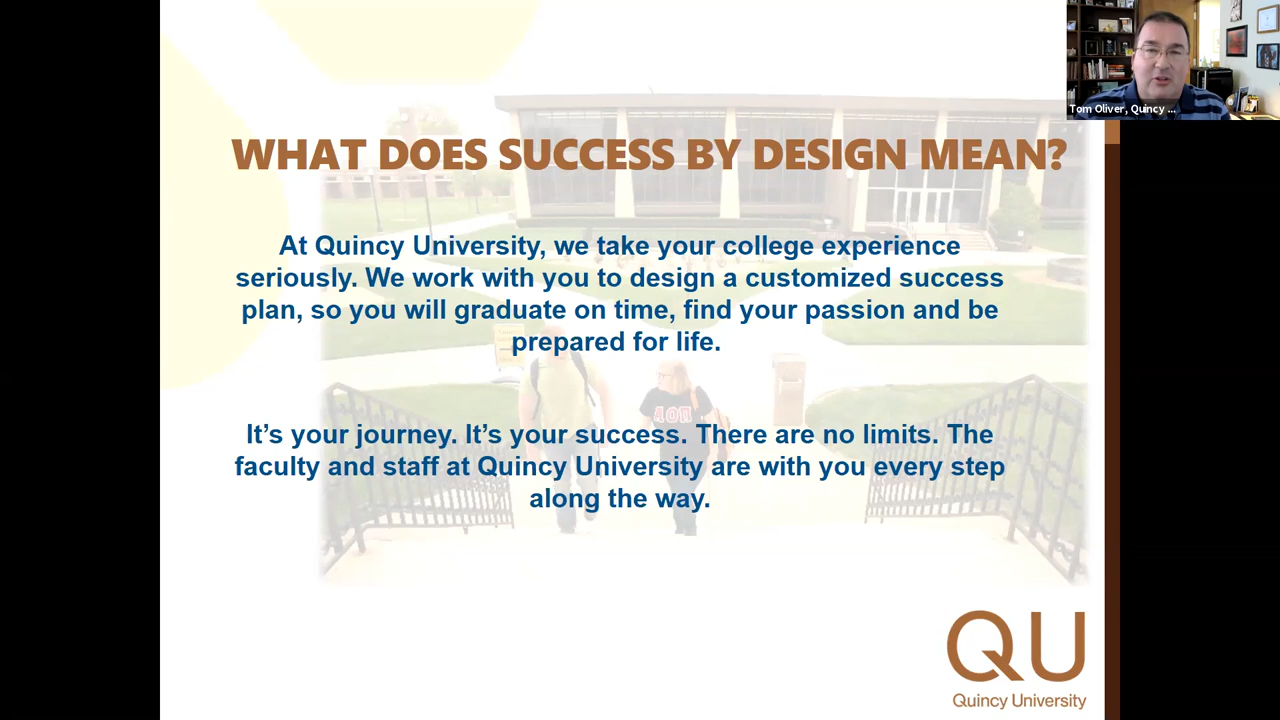 Tom Oliver, Quincy ...
WHAT DOES SUCCESS BY DESIGN MEAN?
At Quincy University, we take your college experience
seriously. We work with you to design a customized success
plan, so you will graduate on time, find your passion and be
prepared for life.
ΑΟΠ
It’s your journey. It’s your success. There are no limits. The
faculty and staff at Quincy University are with you every step
along the way.
QU
Quincy University